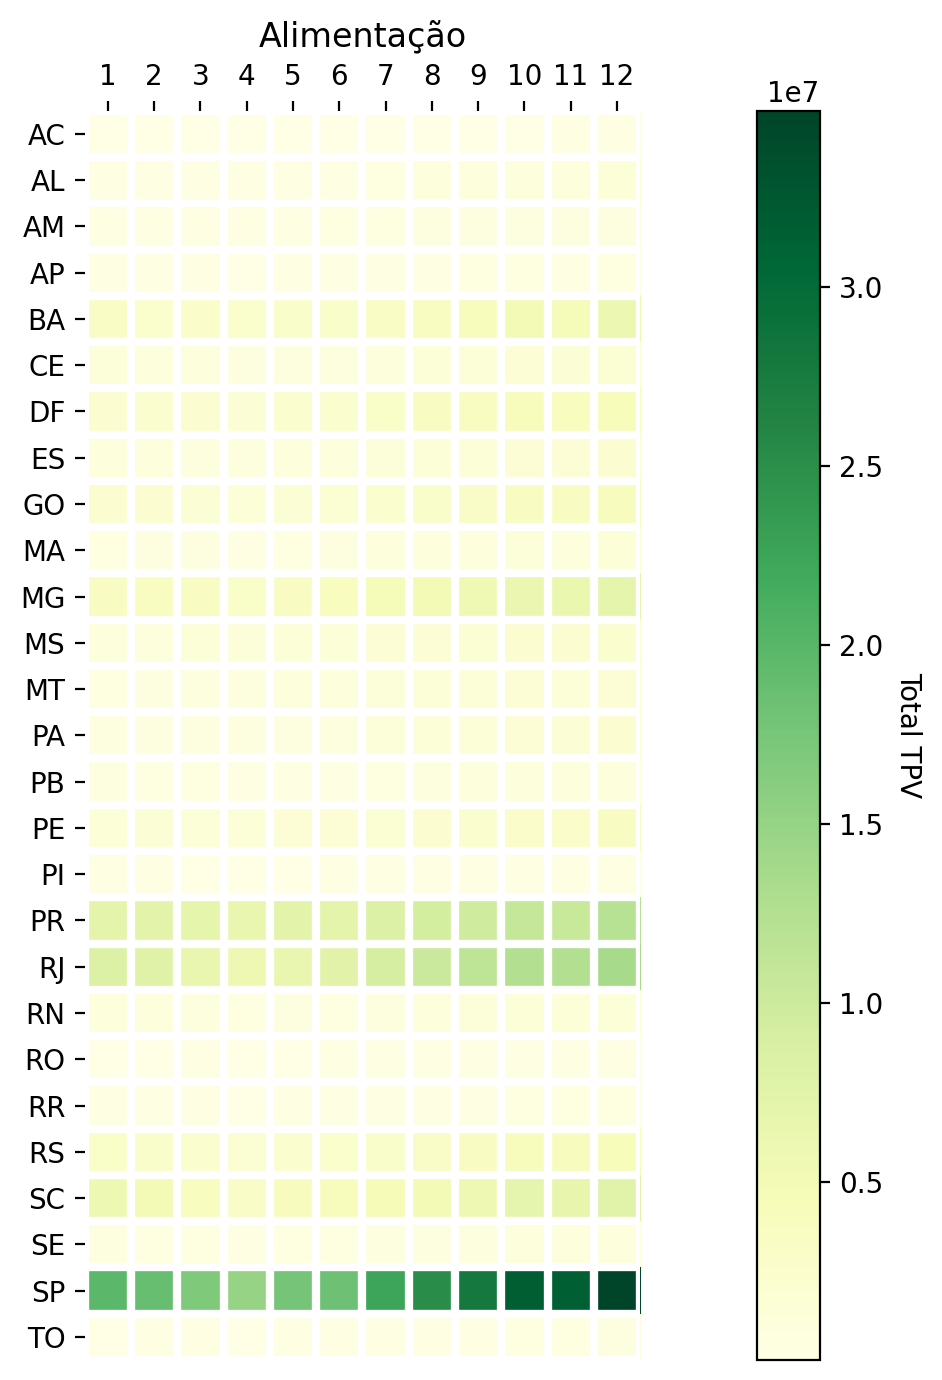 Alimentação
1 2 3 4 5 6 7 8 9 10 11 12
1e7
AC
AL
AM
AP
BA
CE
DF
ES
GO
MA
MG
MS
MT
PA
PB
PE
PI
PR
RJ
RN
RO
RR
RS
SC
SE
SP
TO
3.0
2.5
2.0
1.5
1.0
0.5
Total TPV